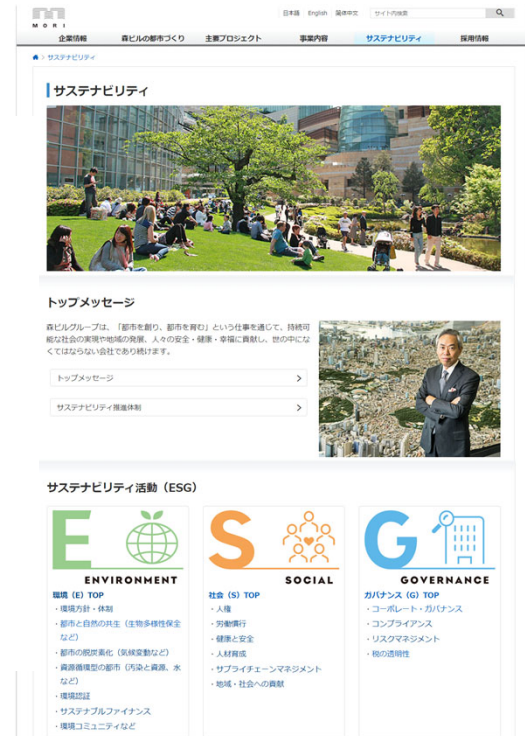 MORI
日本語 English 简体中文 サイト内検索
企業情報 森ビルの都市づくり 主要プロジェクト 事業内容 サステナビリティ 採用情報
> サステナビリティ
サステナビリティ
トップメッセージ
森ビルグループは、「都市を創り、都市を育む」という仕事を通じて、持続可
能な社会の実現や地域の発展、人々の安全・健康・幸福に貢献し、世の中にな
くてはならない会社であり続けます。
トップメッセージ
サステナビリティ推進体制
サステナビリティ活動（ESG）
E
ENVIRONMENT
環境（E）TOP
・環境方針・体制
・都市と自然の共生（生物多様性保全
など）
・都市の脱炭素化（気候変動など）
・資源循環型の都市（汚染と資源、水
など）
・環境認証
・サステナブルファイナンス
・環境コミュニティなど
S
SOCIAL
社会（S）TOP
・人権
・労働慣行
・健康と安全
・人材育成
・サプライチェーンマネジメント
・地域・社会への貢献
G
GOVERNANCE
ガバナンス（G）TOP
・コーポレート・ガバナンス
・コンプライアンス
・リスクマネジメント
・税の透明性